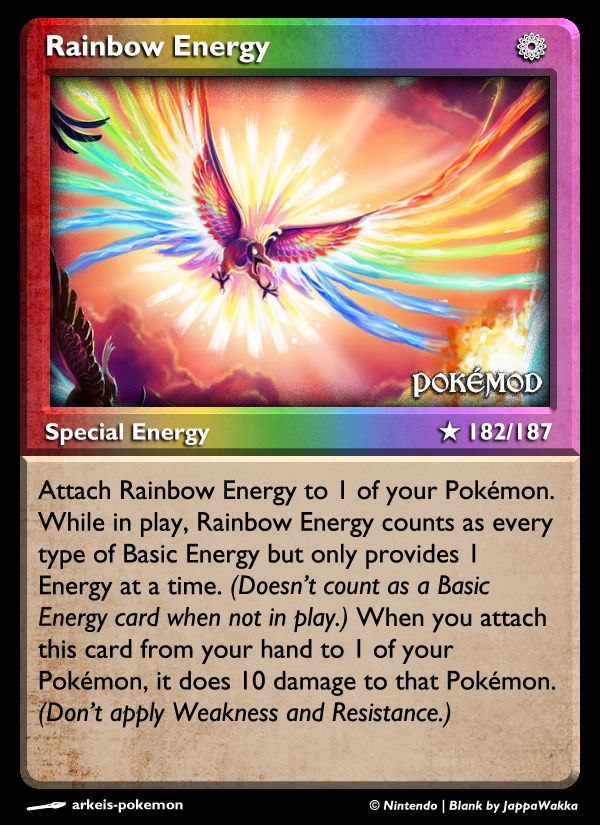 Rainbow Energy
POKÉMOD
Special Energy
★ 182/187
Attach Rainbow Energy to 1 of your Pokémon.
While in play, Rainbow Energy counts as every
type of Basic Energy but only provides 1
Energy at a time. (Doesn’t count as a Basic
Energy card when not in play.) When you attach
this card from your hand to 1 of your
Pokémon, it does 10 damage to that Pokémon.
(Don’t apply Weakness and Resistance.)
arkeis-pokemon
© Nintendo | Blank by JappaWakka